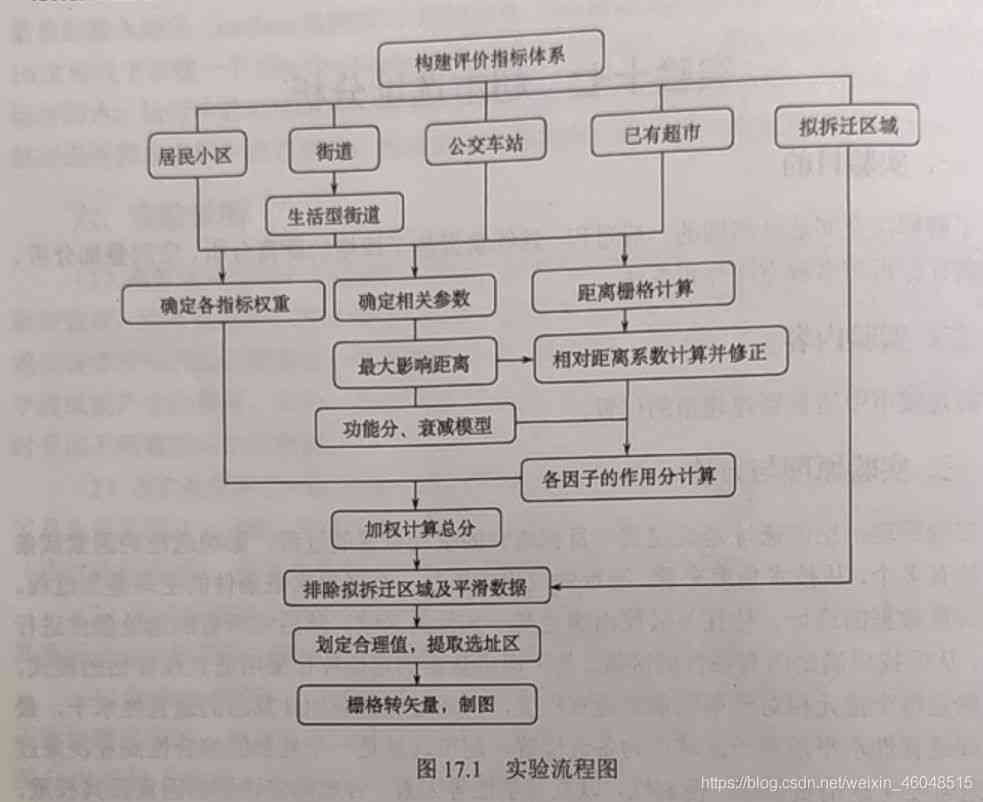 构建评价指标体系
居民小区
街道
公交车站
已有超市
拟拆迁区域
生活型街道
确定各指标权重
确定相关参数
距离栅格计算
最大影响距离
相对距离系数计算并修正
功能分、衰减模型
各因子的作用分计算
加权计算总分
排除拟拆迁区域及平滑数据
划定合理值，提取选址区
栅格转矢量，制图
图 17.1 实验流程图
https://blog.csdn.net/weixin_46048515